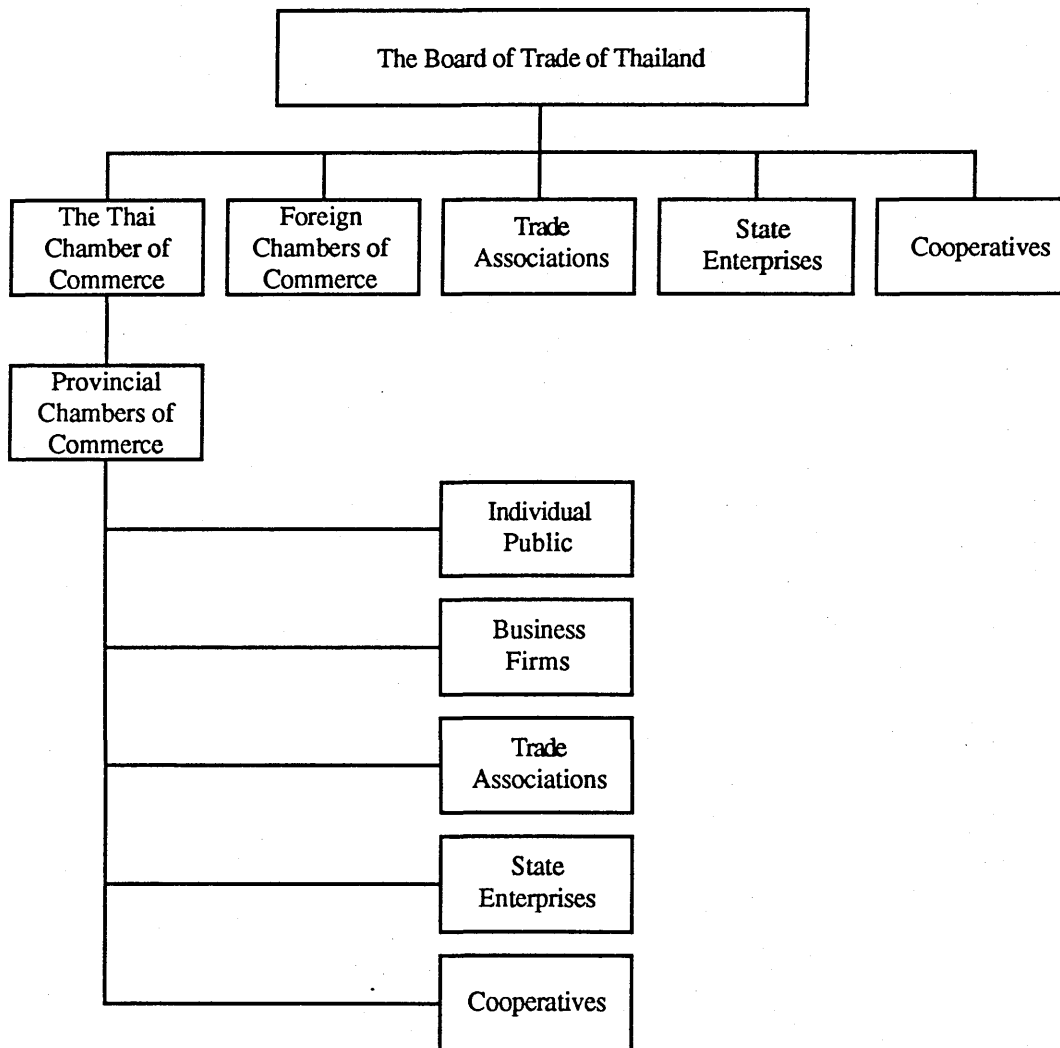 The Board of Trade of Thailand
The Thai
Chamber of
Commerce
Foreign
Chambers of
Commerce
Trade
Associations
State
Enterprises
Cooperatives
Provincial
Chambers of
Commerce
Individual
Public
Business
Firms
Trade
Associations
State
Enterprises
Cooperatives